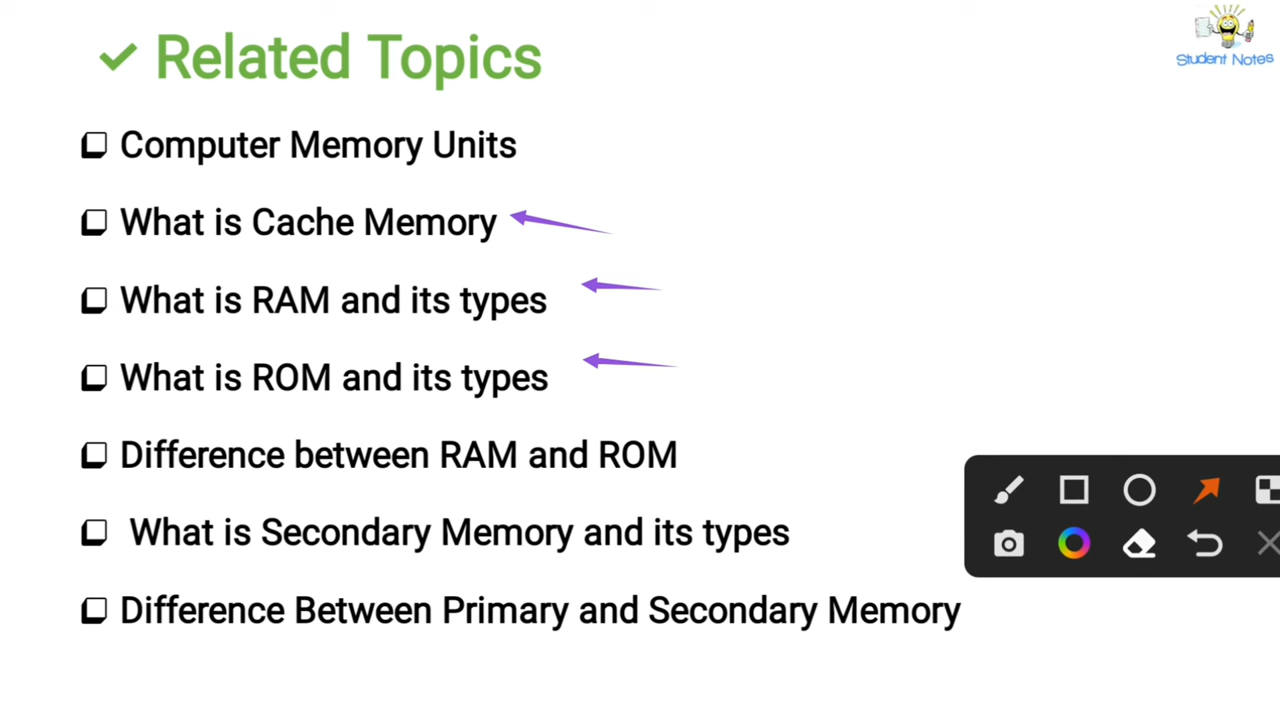 Related Topics
Student Notes
Computer Memory Units
What is Cache Memory
What is RAM and its types
What is ROM and its types
Difference between RAM and ROM
What is Secondary Memory and its types
Difference Between Primary and Secondary Memory